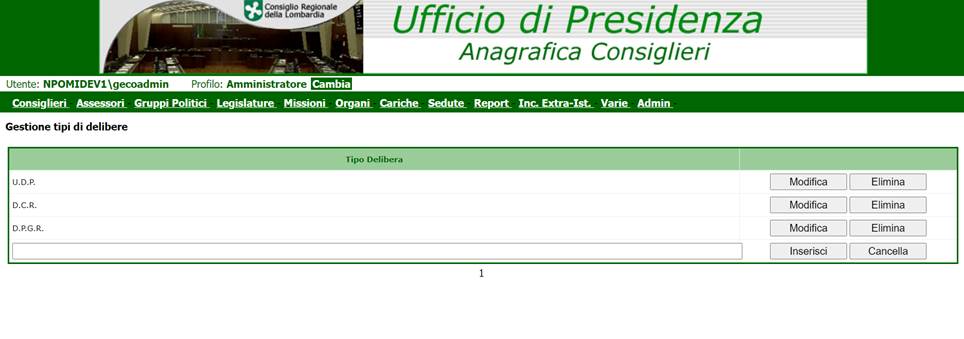 Consiglio Regionale
della Lombardia
Ufficio di Presidenza
Anagrafica Consiglieri
Utente: NPOMIDEV1\gecoadmin Profilo: Amministratore Cambia
Consiglieri Assessori Gruppi Politici Legislature Missioni Organi Cariche Sedute Report Inc. Extra-Ist. Varie Admin
Gestione tipi di delibere
Tipo Delibera
U.D.P. Modifica Elimina
D.C.R. Modifica Elimina
D.P.G.R. Modifica Elimina
Inserisci Cancella
1